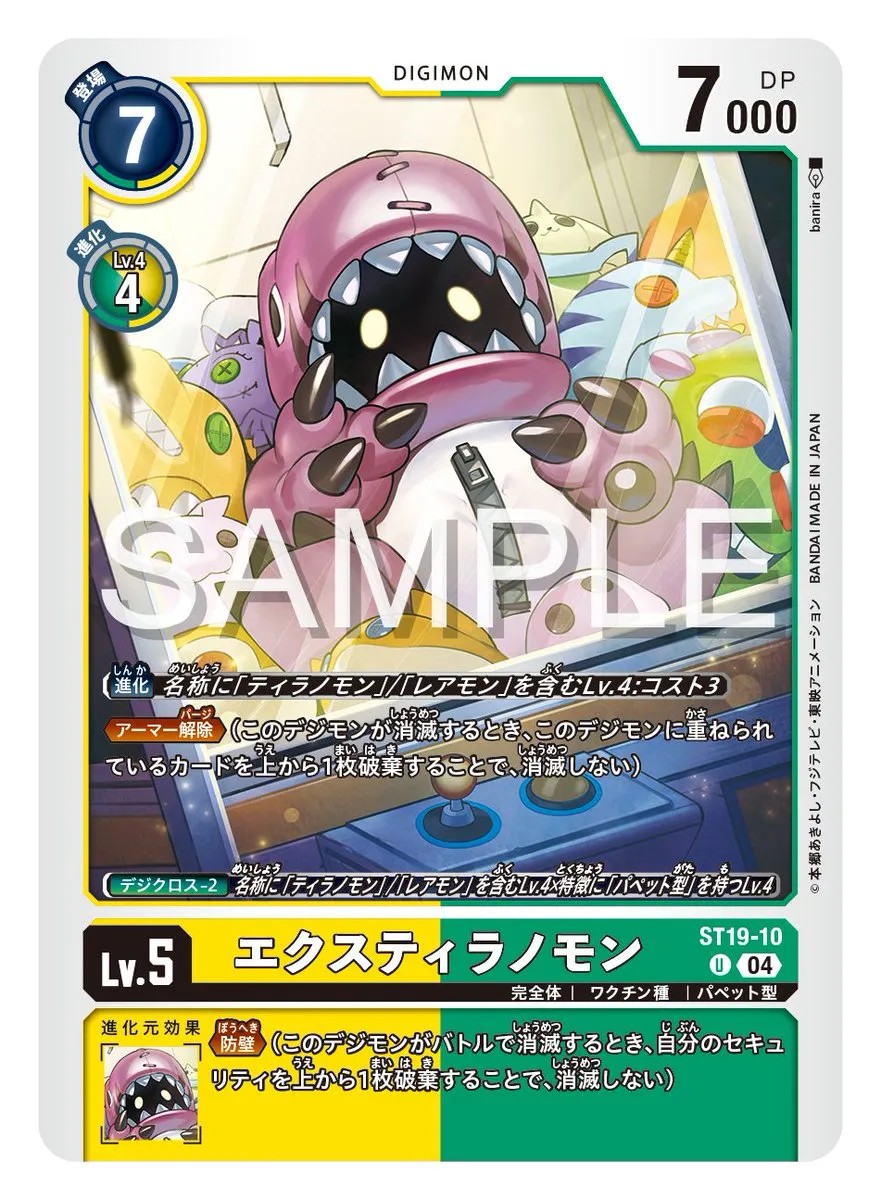 DIGIMON
登場
7
7000
DP
進化
Lv.4
4
banira
SAMPLE
BANDAI MADE IN JAPAN
©本郷あきよし・フジテレビ・東映アニメーション
進化 名称に「ティラノモン」/「レアモン」を含むLv.4:コスト3
アーマー解除 (このデジモンが消滅するとき、このデジモンに重ねられ
ているカードを上から1枚破棄することで、消滅しない)
デジクロス-2 名称に「ティラノモン」/「レアモン」を含むLv.4×特徴に「パペット型」を持つLv.4
Lv.5
エクスティラノモン
ST19-10
U 04
完全体 | ワクチン種 | パペット型
進化元効果
防壁 (このデジモンがバトルで消滅するとき、自分のセキュ
リティを上から1枚破棄することで、消滅しない)